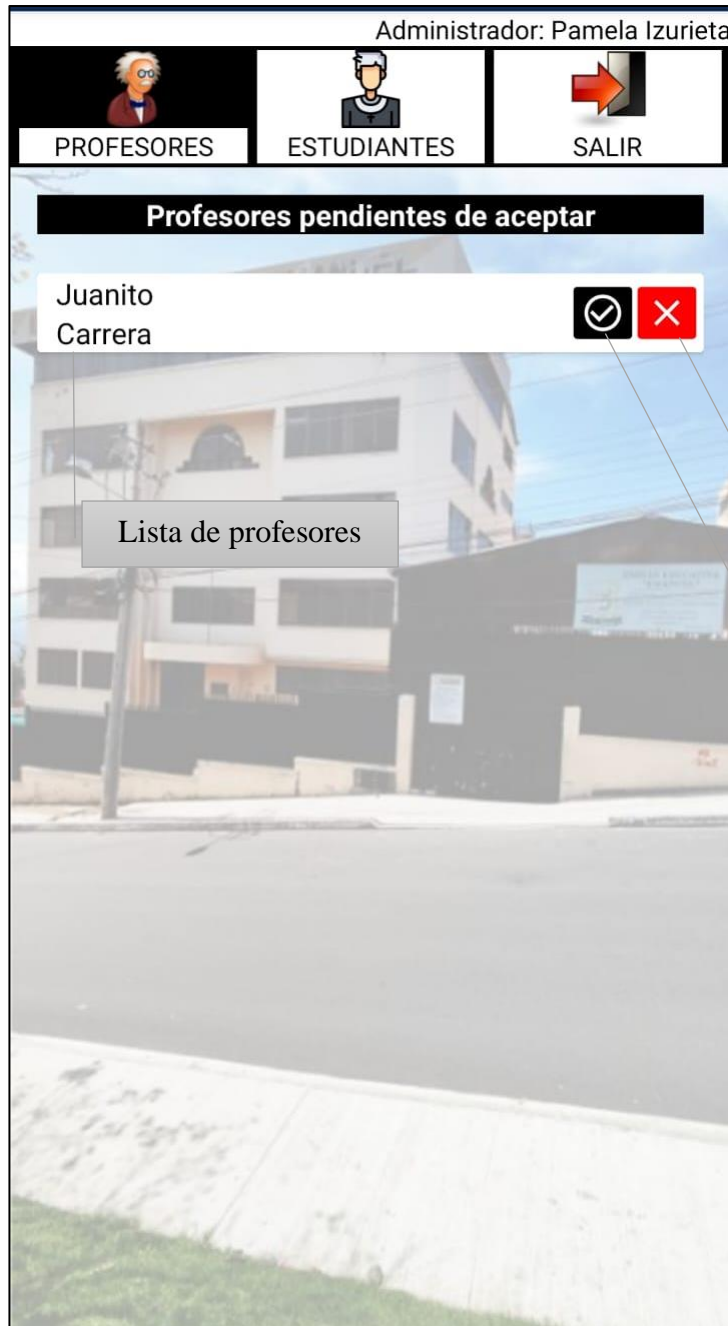 Administrador: Pamela Izurieta
PROFESORES
ESTUDIANTES
SALIR
Profesores pendientes de aceptar
Juanito
Carrera
Lista de profesores